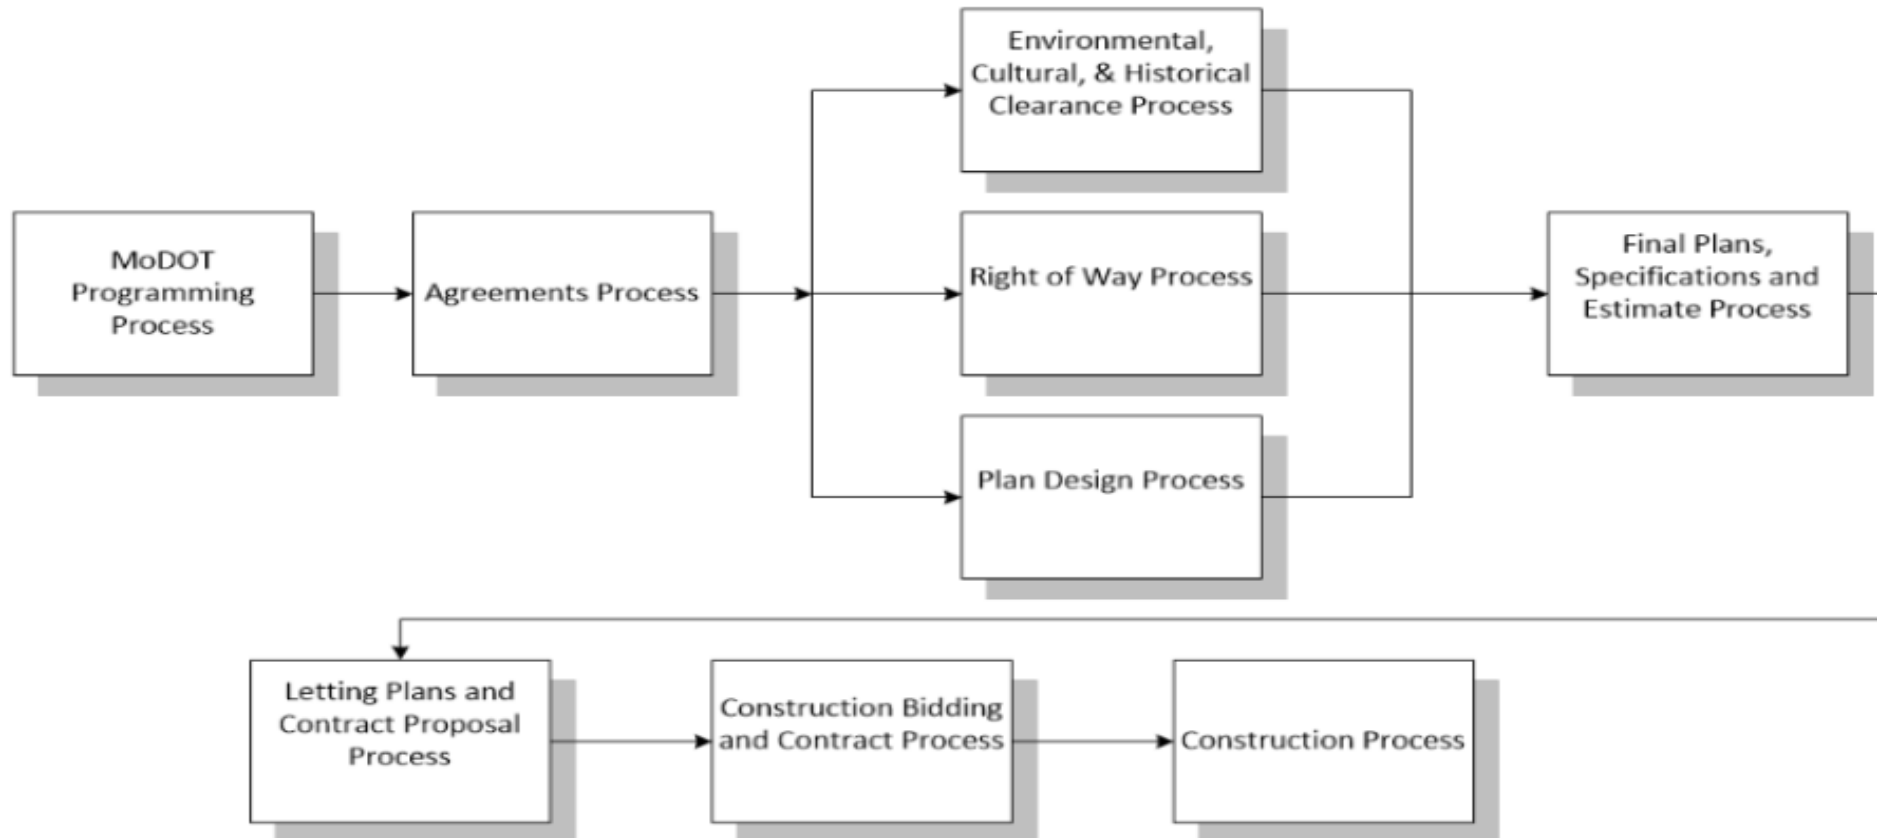 MoDOT
Programming
Process
Agreements Process
Environmental,
Cultural, & Historical
Clearance Process
Right of Way Process
Plan Design Process
Final Plans,
Specifications and
Estimate Process
Letting Plans and
Contract Proposal
Process
Construction Bidding
and Contract Process
Construction Process